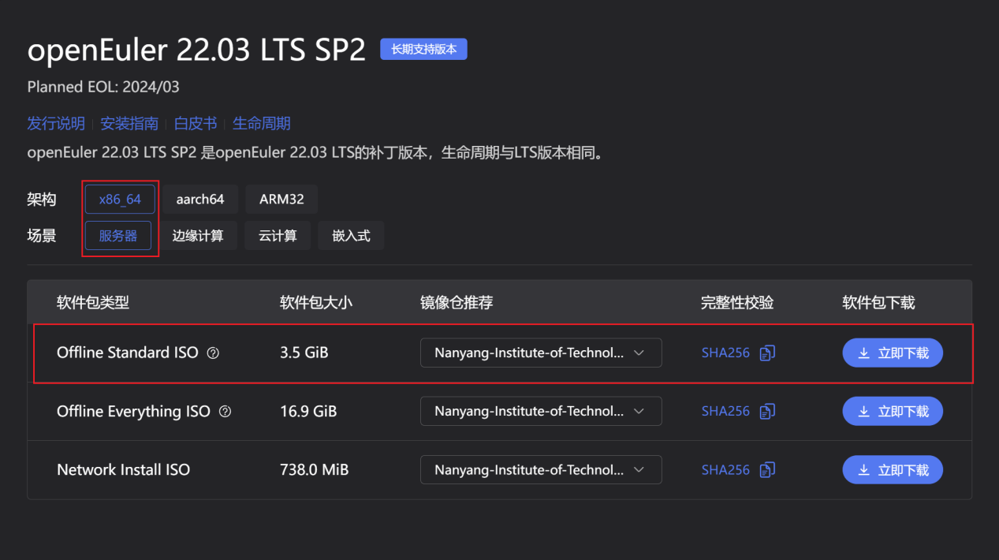 openEuler 22.03 LTS SP2 长期支持版本
Planned EOL: 2024/03
发行说明 安装指南 白皮书 生命周期
openEuler 22.03 LTS SP2 是openEuler 22.03 LTS的补丁版本，生命周期与LTS版本相同。
架构 x86_64 aarch64 ARM32
场景 服务器 边缘计算 云计算 嵌入式
软件包类型 软件包大小 镜像仓推荐 完整性校验 软件包下载
Offline Standard ISO 3.5 GiB Nanyang-Institute-of-Technol... SHA256 立即下载
Offline Everything ISO 16.9 GiB Nanyang-Institute-of-Technol... SHA256 立即下载
Network Install ISO 738.0 MiB Nanyang-Institute-of-Technol... SHA256 立即下载